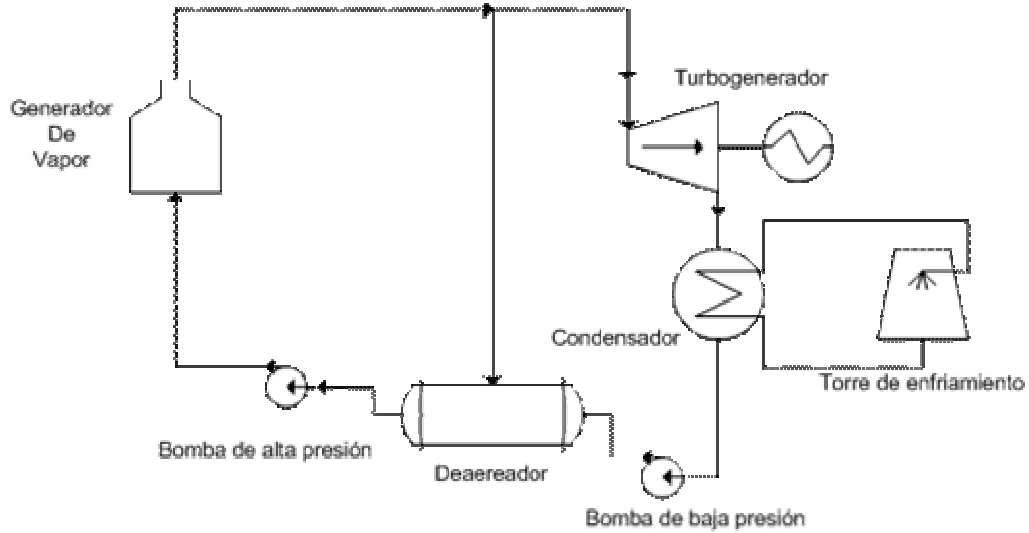 Turbogenerador
Generador
De
Vapor
Condensador
Torre de enfriamiento
Bomba de alta presión
Deaereador
Bomba de baja presión